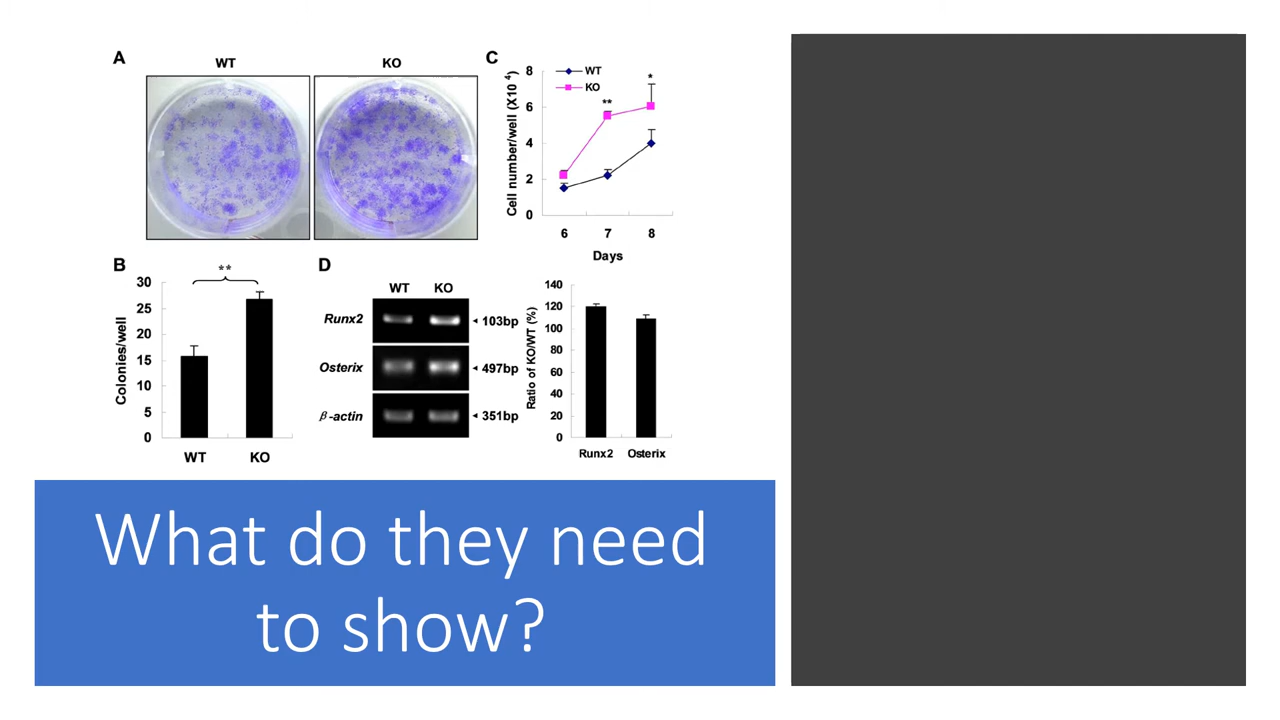 A
WT
KO
B
**
30
25
20
15
10
5
0
Colonies/well
WT
KO
C
8
6
4
2
0
Cell number/well (X10 4)
WT
KO
**
*
6
7
8
Days
D
WT
KO
Runx2
103bp
Osterix
497bp
β-actin
351bp
140
120
100
80
60
40
20
0
Ratio of KO/WT (%)
Runx2
Osterix
What do they need
to show?